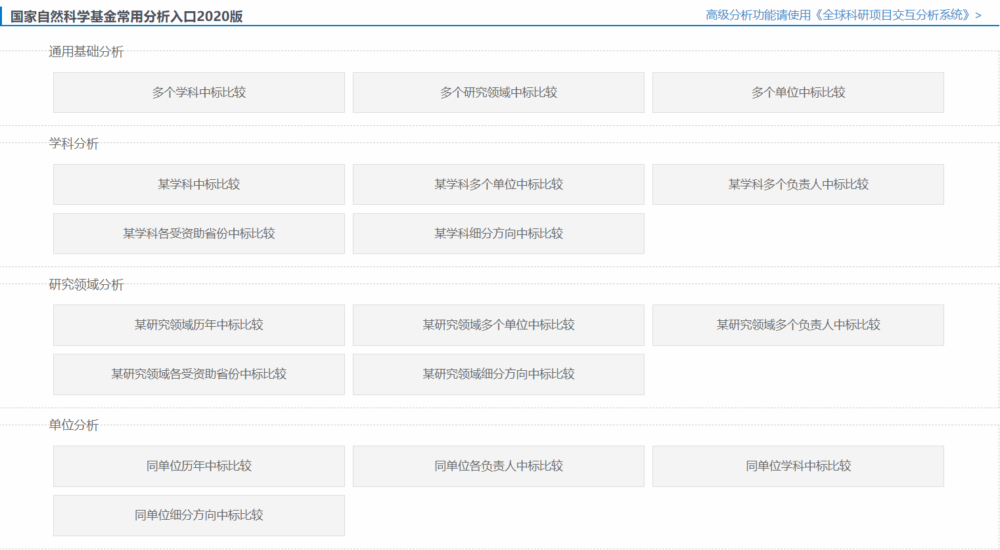 国家自然科学基金常用分析入口2020版
高级分析功能请使用《全球科研项目交互分析系统》>
通用基础分析
多个学科中标比较
多个研究领域中标比较
多个单位中标比较
学科分析
某学科中标比较
某学科多个单位中标比较
某学科多个负责人中标比较
某学科各受资助省份中标比较
某学科细分方向中标比较
研究领域分析
某研究领域历年中标比较
某研究领域多个单位中标比较
某研究领域多个负责人中标比较
某研究领域各受资助省份中标比较
某研究领域细分方向中标比较
单位分析
同单位历年中标比较
同单位各负责人中标比较
同单位学科中标比较
同单位细分方向中标比较